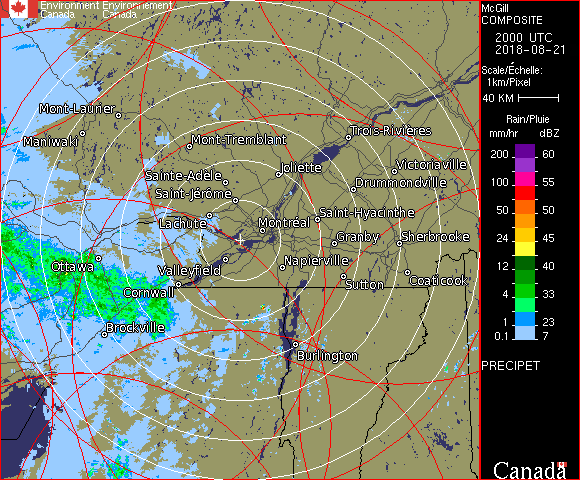 Environment Environnement
Canada Canada
McGill
COMPOSITE
2000 UTC
2018-08-21
Scale/Échelle:
1km/Pixel
40 KM
Rain/Pluie
mm/hr dBZ
200 60
100 55
50 50
24 45
12 40
4 33
1 23
0.1 7
PRECIPET
Canada
Mont-Laurier
Maniwaki
Mont-Tremblant
Trois-Rivières
Joliette
Victoriaville
Sainte-Adèle
Drummondville
Saint-Jérôme
Lachute
Saint-Hyacinthe
Montréal
Granby
Sherbrooke
Ottawa
Valleyfield
Napierville
Cornwall
Sutton
Coaticook
Brockville
Burlington